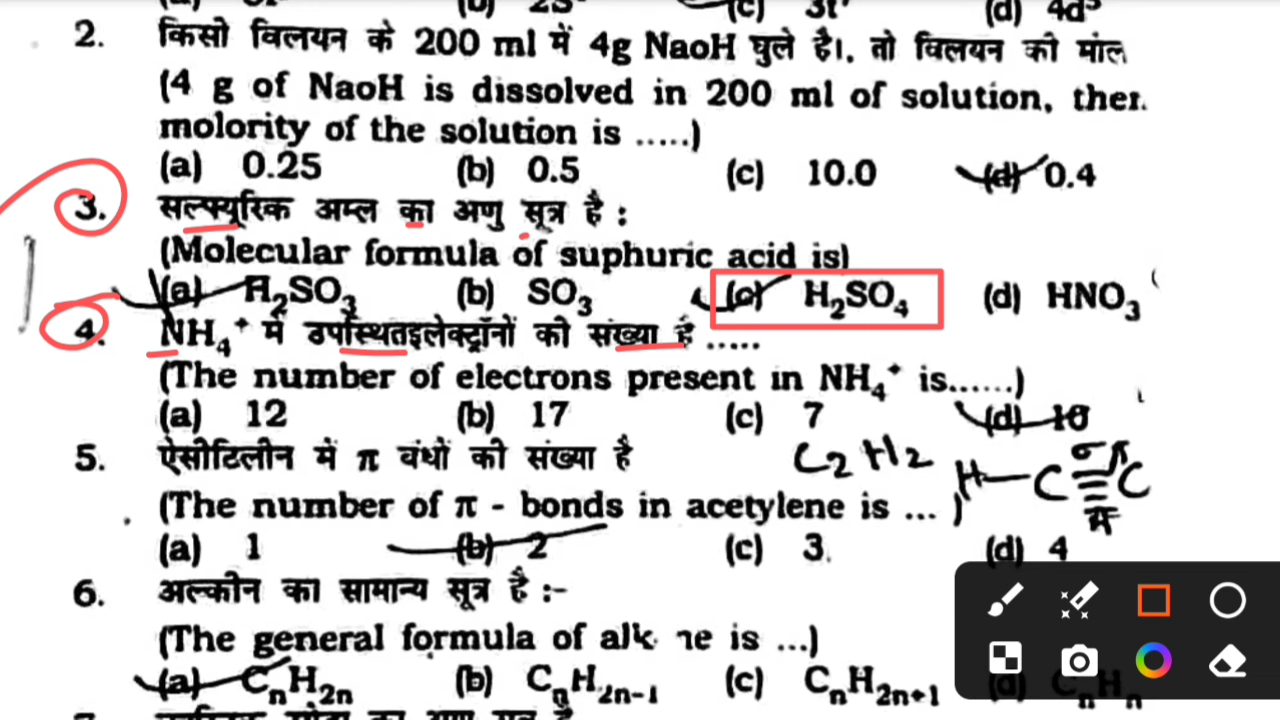 (c) (d)
2. किसी विलयन के 200 ml में 4g NaOH घुले है।, तो विलयन की मोल
(4 g of NaOH is dissolved in 200 ml of solution, then
molority of the solution is .....)
(a) 0.25 (b) 0.5 (c) 10.0 (d) 0.4
3. सल्फ्यूरिक अम्ल का अणु सूत्र है :
(Molecular formula of suphuric acid is)
(a) H₂SO₃ (b) SO₃ (c) H₂SO₄ (d) HNO₃
4. NH₄⁺ में उपस्थितइलेक्ट्रॉनों की संख्या है .....
(The number of electrons present in NH₄⁺ is......)
(a) 12 (b) 17 (c) 7 (d) 10
5. ऐसीटिलीन में π बंधों की संख्या है
C₂H₂ H—C≡C σ π π
(The number of π - bonds in acetylene is ... )
(a) 1 (b) 2 (c) 3 (d) 4
6. अल्कीन का सामान्य सूत्र है :-
(The general formula of is ...)
(a) CₙH₂ₙ (b) CₙH₂ₙ₋₁ (c) CₙH₂ₙ₊₁ (d) CₙHₙ